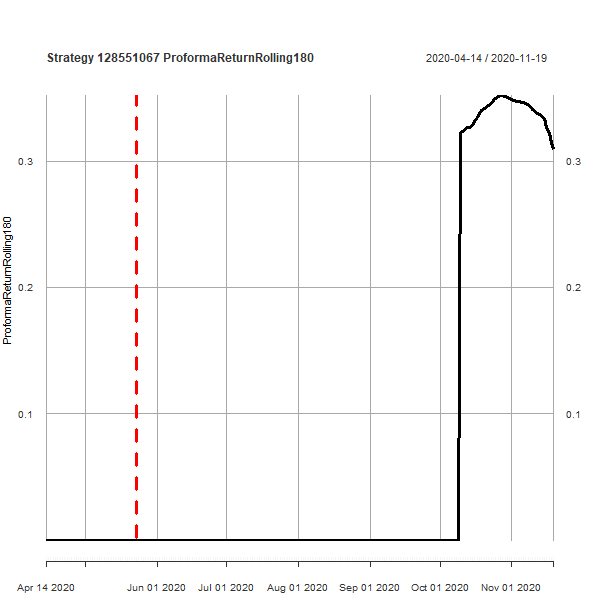 Strategy 128551067 ProformaReturnRolling180
2020-04-14 / 2020-11-19
ProformaReturnRolling180
0.3
0.3
0.2
0.2
0.1
0.1
Apr 14 2020
Jun 01 2020
Jul 01 2020
Aug 01 2020
Sep 01 2020
Oct 01 2020
Nov 01 2020